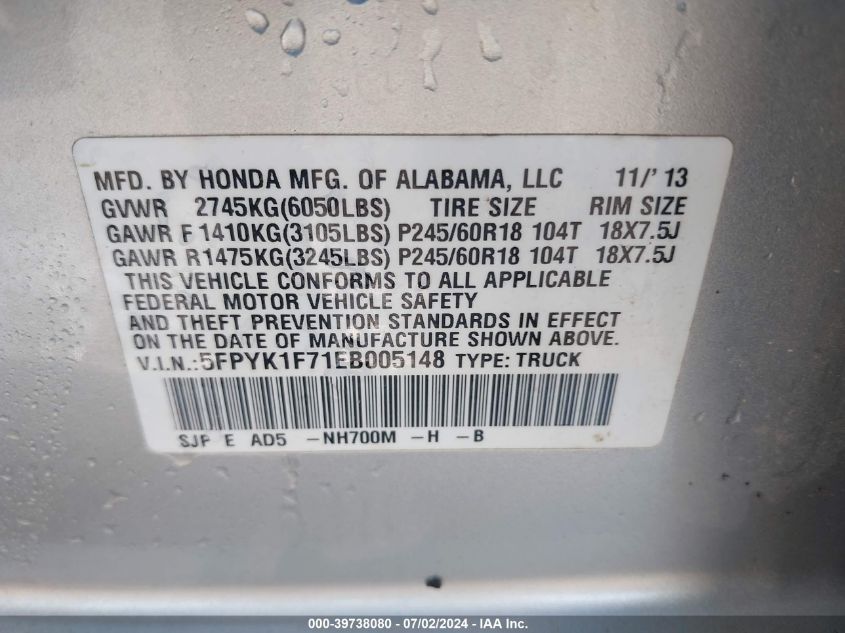 MFD. BY HONDA MFG. OF ALABAMA, LLC 11/'13
GVWR 2745KG(6050LBS) TIRE SIZE RIM SIZE
GAWR F 1410KG(3105LBS) P245/60R18 104T 18X7.5J
GAWR R 1475KG(3245LBS) P245/60R18 104T 18X7.5J
THIS VEHICLE CONFORMS TO ALL APPLICABLE
FEDERAL MOTOR VEHICLE SAFETY
AND THEFT PREVENTION STANDARDS IN EFFECT
ON THE DATE OF MANUFACTURE SHOWN ABOVE.
V.I.N.:5FPYK1F71EB005148 TYPE: TRUCK
SJP E AD5 -NH700M -H -B
000-39738080 - 07/02/2024 - IAA Inc.